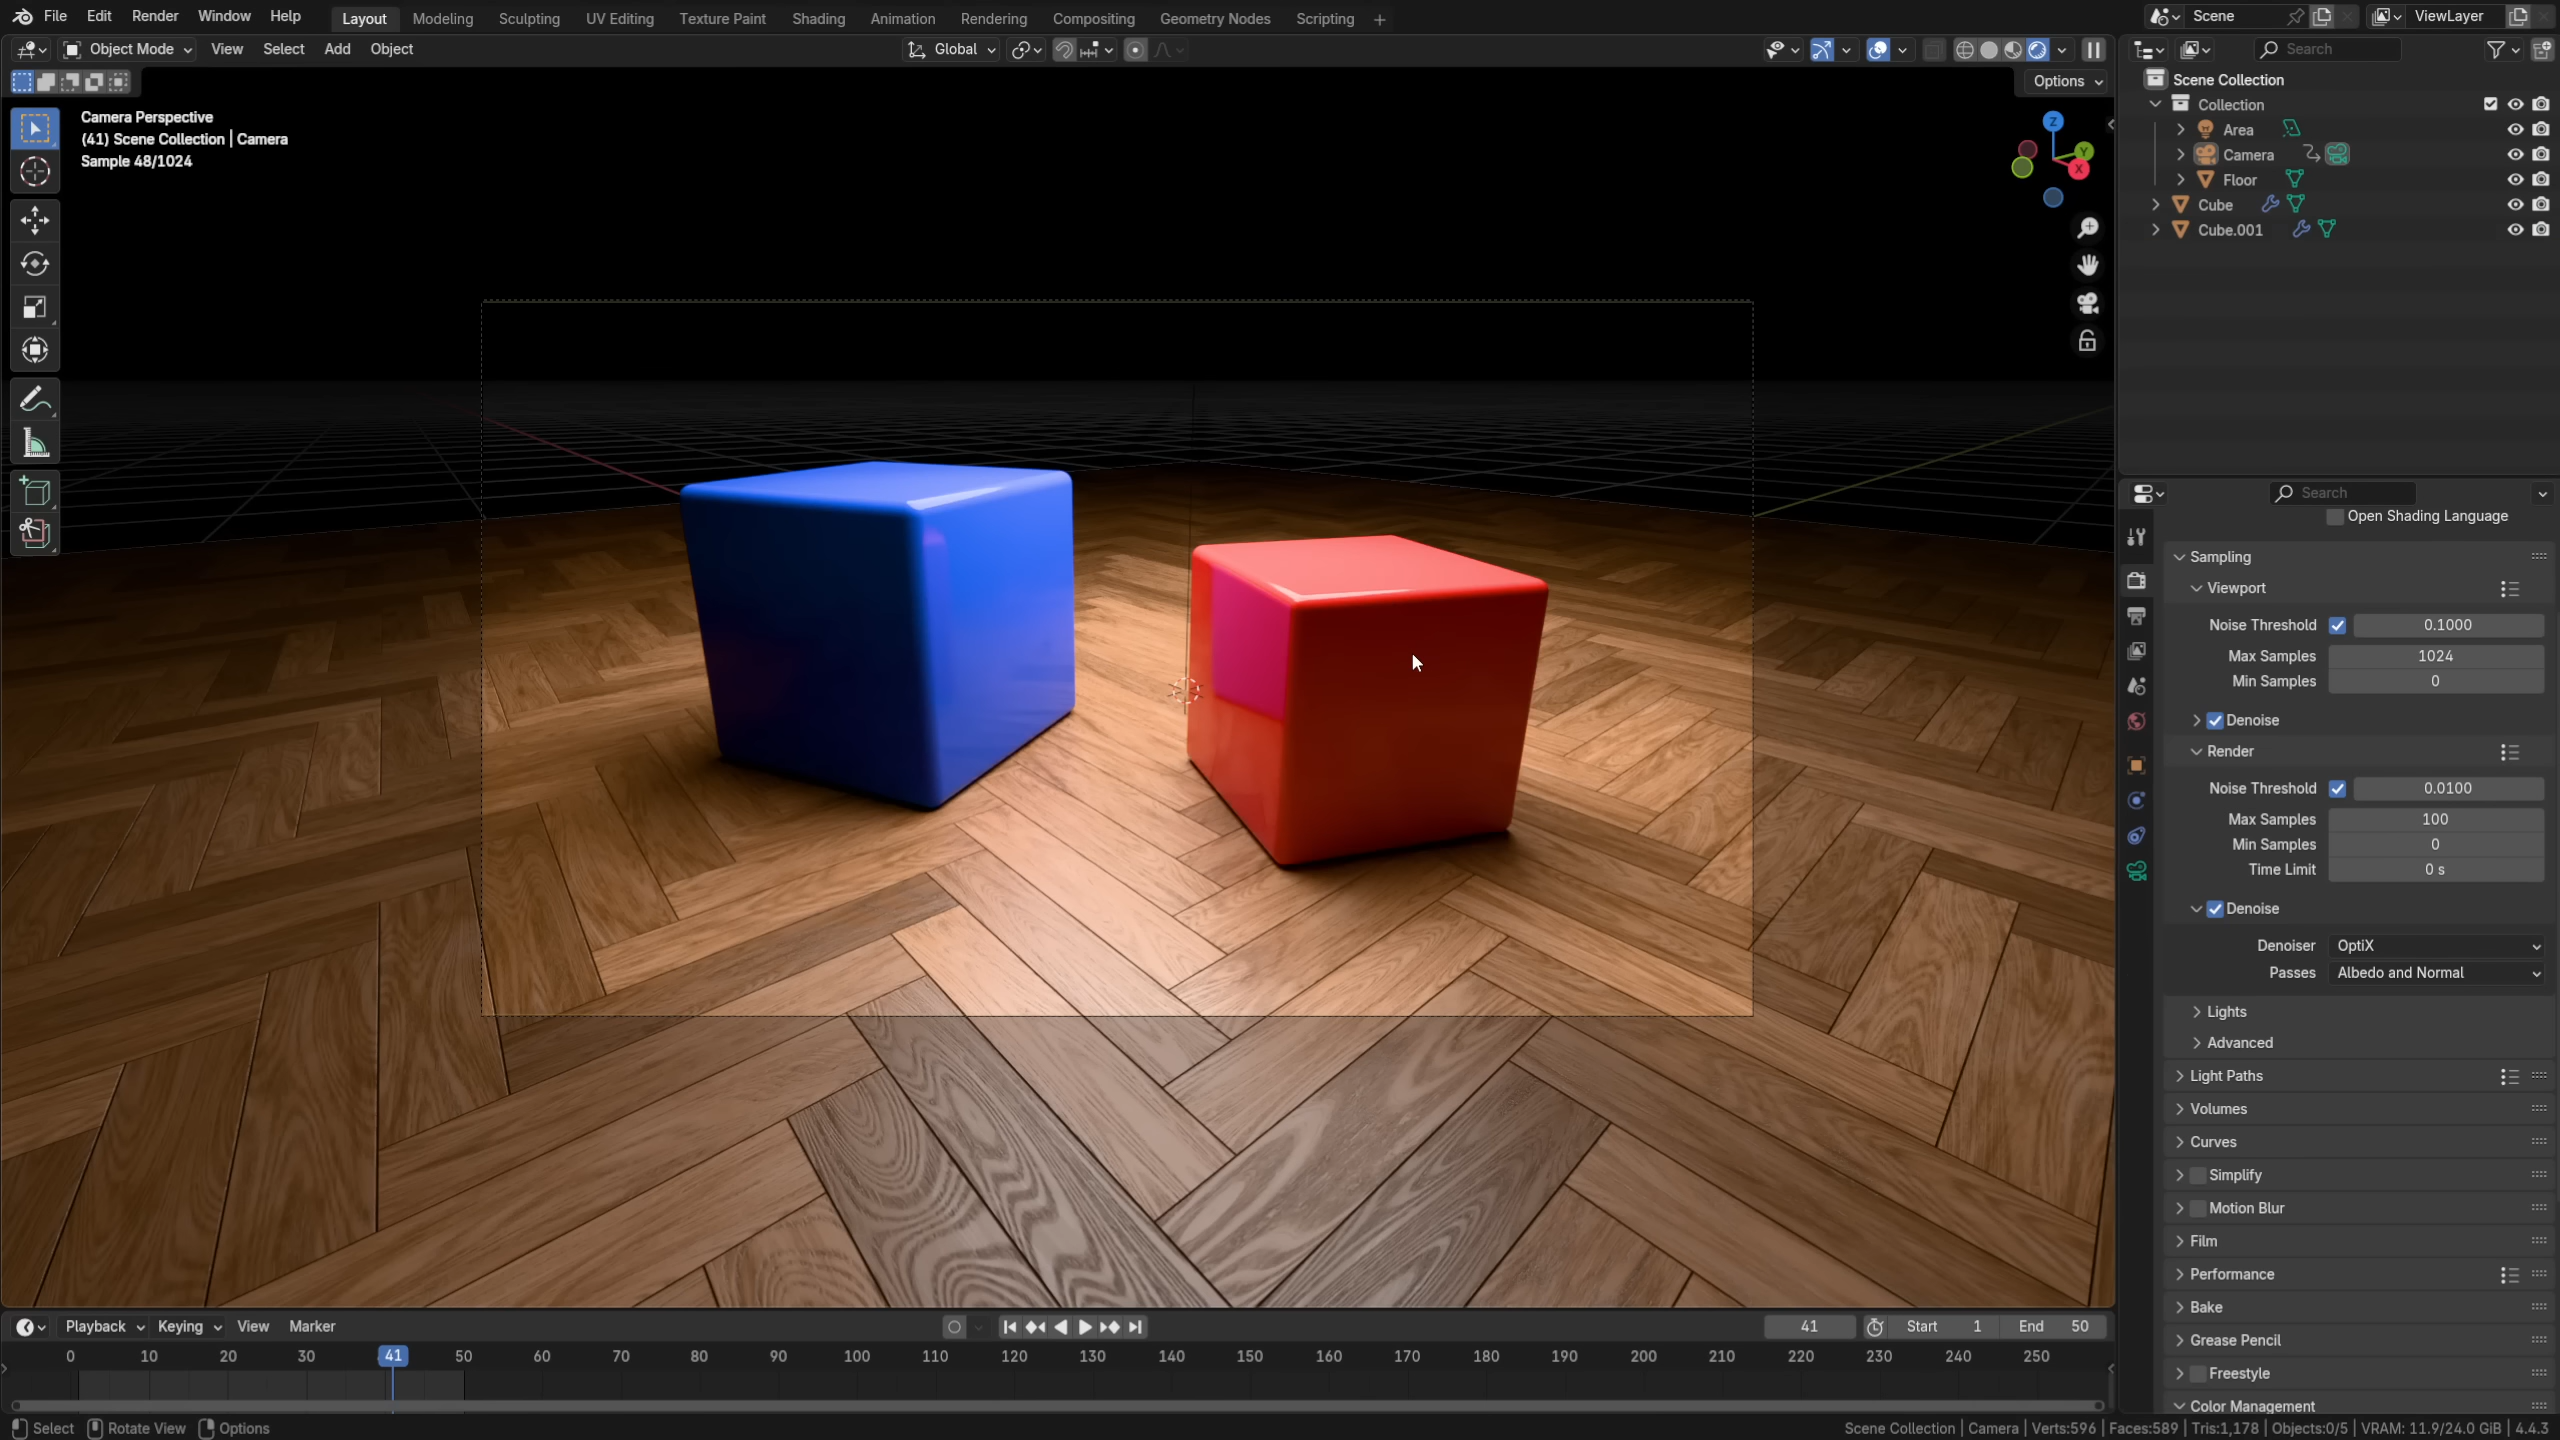 File Edit Render Window Help
Layout Modeling Sculpting UV Editing Texture Paint Shading Animation Rendering Compositing Geometry Nodes Scripting +
Scene ViewLayer
Object Mode View Select Add Object
Global
Search
Options
Camera Perspective
(41) Scene Collection | Camera
Sample 48/1024
Z
Y
X
Scene Collection
Collection
Area
Camera
Floor
Cube
Cube.001
Search
Open Shading Language
Sampling
Viewport
Noise Threshold 0.1000
Max Samples 1024
Min Samples 0
Denoise
Render
Noise Threshold 0.0100
Max Samples 100
Min Samples 0
Time Limit 0 s
Denoise
Denoiser OptiX
Passes Albedo and Normal
Lights
Advanced
Light Paths
Volumes
Curves
Simplify
Motion Blur
Film
Performance
Bake
Grease Pencil
Freestyle
Color Management
Playback Keying View Marker
41 Start 1 End 50
0 10 20 30 41 50 60 70 80 90 100 110 120 130 140 150 160 170 180 190 200 210 220 230 240 250
Select Rotate View Options
Scene Collection | Camera | Verts:596 | Faces:589 | Tris:1,178 | Objects:0/5 | VRAM: 11.9/24.0 GiB | 4.4.3